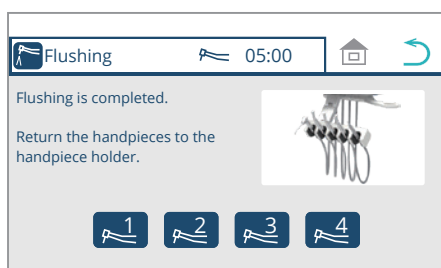 Flushing 05:00
Flushing is completed.
Return the handpieces to the
handpiece holder.
1 2 3 4